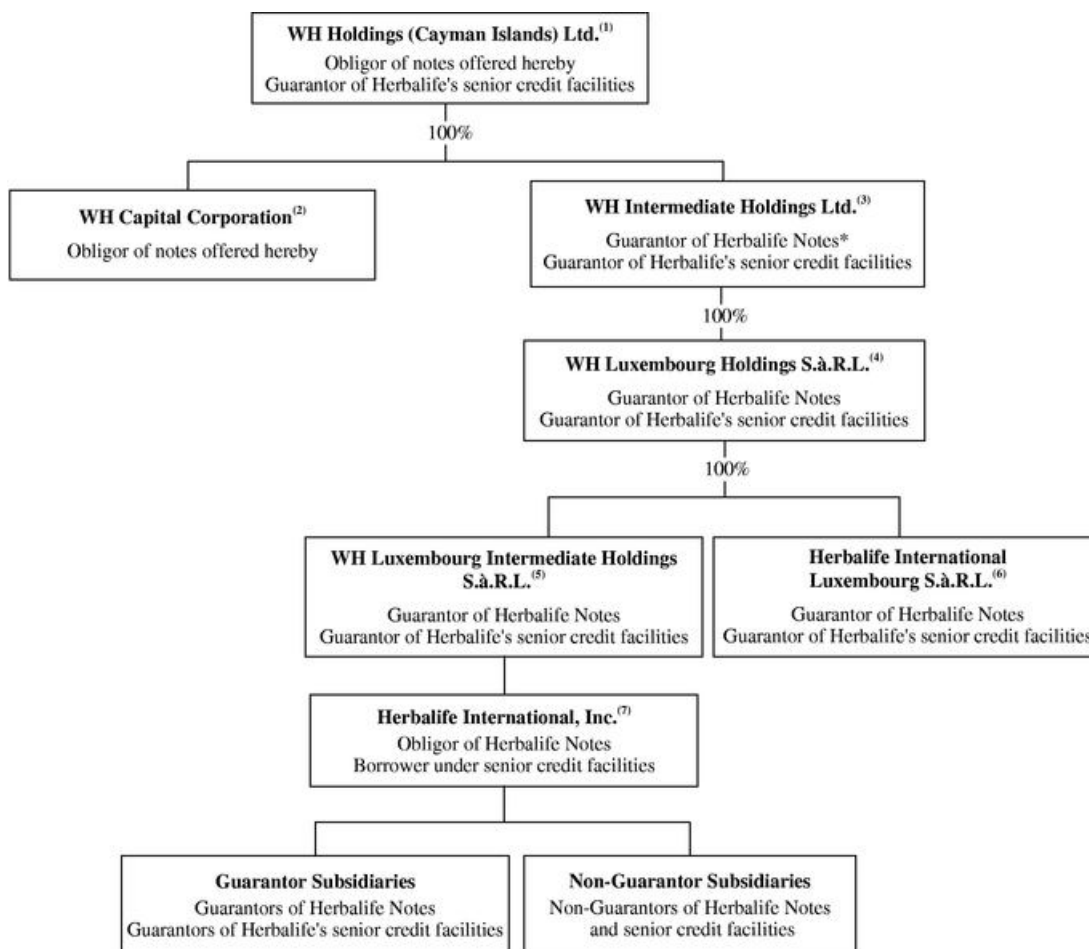 WH Holdings (Cayman Islands) Ltd.(1)
Obligor of notes offered hereby
Guarantor of Herbalife's senior credit facilities
100%
WH Capital Corporation(2)
Obligor of notes offered hereby
WH Intermediate Holdings Ltd.(3)
Guarantor of Herbalife Notes*
Guarantor of Herbalife's senior credit facilities
100%
WH Luxembourg Holdings S.à.R.L.(4)
Guarantor of Herbalife Notes
Guarantor of Herbalife's senior credit facilities
100%
WH Luxembourg Intermediate Holdings
S.à.R.L.(5)
Guarantor of Herbalife Notes
Guarantor of Herbalife's senior credit facilities
Herbalife International
Luxembourg S.à.R.L.(6)
Guarantor of Herbalife Notes
Guarantor of Herbalife's senior credit facilities
Herbalife International, Inc.(7)
Obligor of Herbalife Notes
Borrower under senior credit facilities
Guarantor Subsidiaries
Guarantors of Herbalife Notes
Guarantors of Herbalife's senior credit facilities
Non-Guarantor Subsidiaries
Non-Guarantors of Herbalife Notes
and senior credit facilities